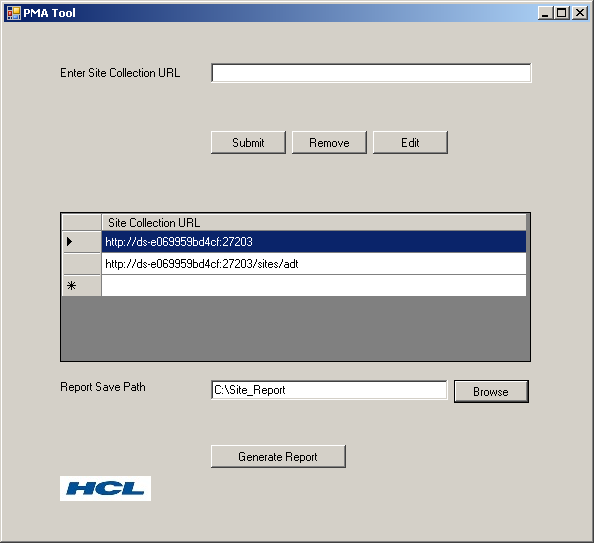 PMA Tool
Enter Site Collection URL
Submit Remove Edit
Site Collection URL
http://ds-e069959bd4cf:27203
http://ds-e069959bd4cf:27203/sites/adt
*
Report Save Path C:\Site_Report Browse
Generate Report
HCL